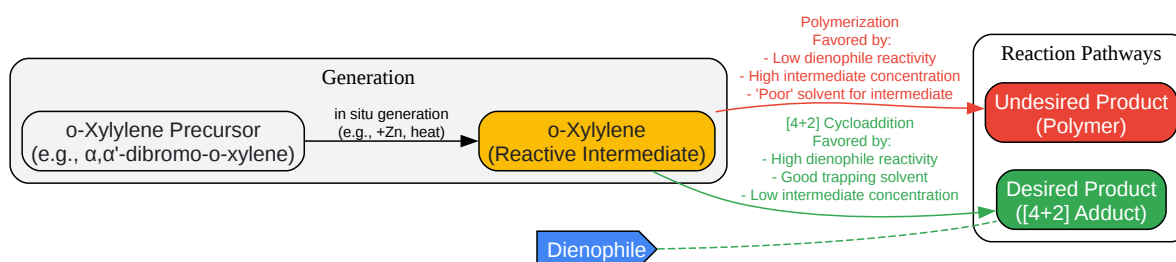 Generation
o-Xylylene Precursor
(e.g., α,α'-dibromo-o-xylene)
in situ generation
(e.g., +Zn, heat)
o-Xylylene
(Reactive Intermediate)
Polymerization
Favored by:
- Low dienophile reactivity
- High intermediate concentration
- 'Poor' solvent for intermediate
[4+2] Cycloaddition
Favored by:
- High dienophile reactivity
- Good trapping solvent
- Low intermediate concentration
Reaction Pathways
Undesired Product
(Polymer)
Desired Product
([4+2] Adduct)
Dienophile